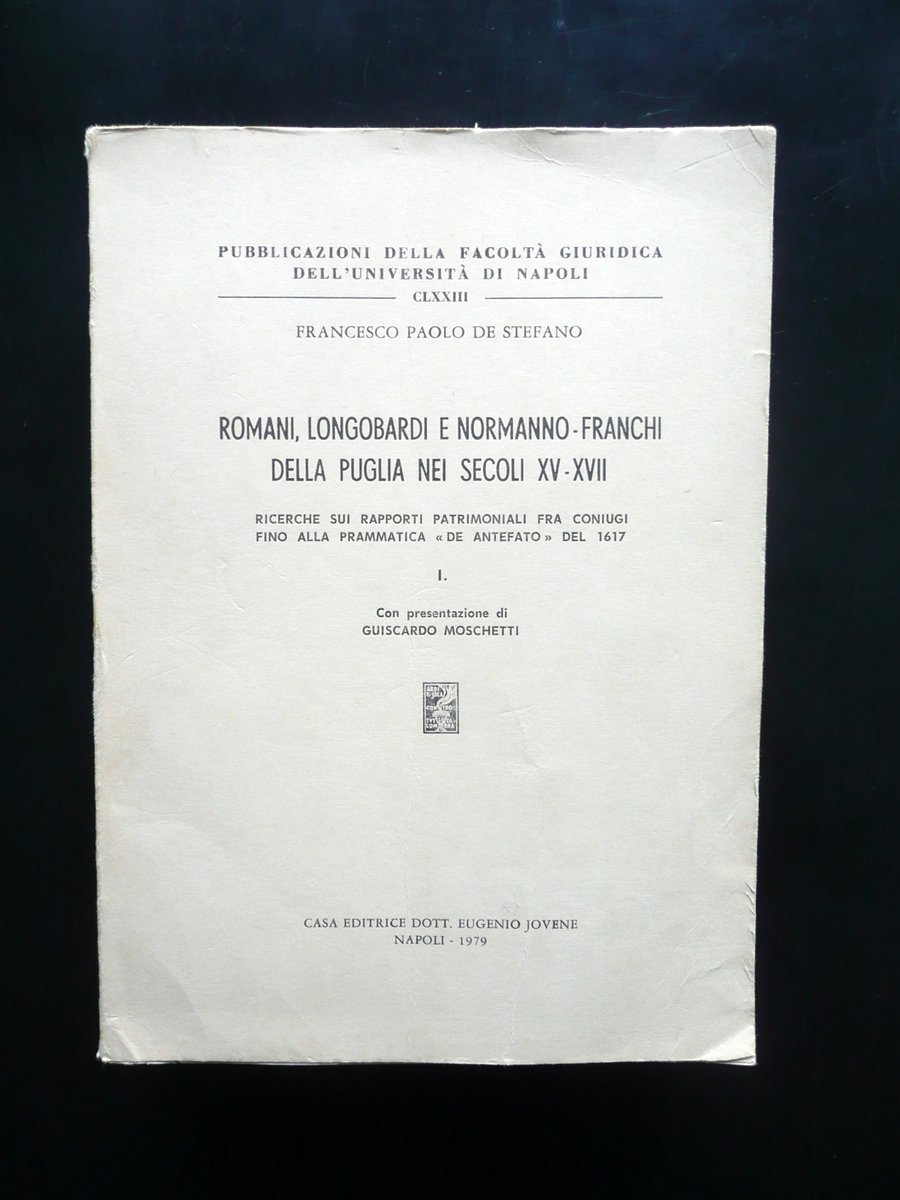 PUBBLICAZIONI DELLA FACOLTÀ GIURIDICA
DELL'UNIVERSITÀ DI NAPOLI
CLXXIII
FRANCESCO PAOLO DE STEFANO
ROMANI, LONGOBARDI E NORMANNO-FRANCHI
DELLA PUGLIA NEI SECOLI XV-XVII
RICERCHE SUI RAPPORTI PATRIMONIALI FRA CONIUGI
FINO ALLA PRAMMATICA « DE ANTEFATO » DEL 1617
I.
Con presentazione di
GUISCARDO MOSCHETTI
CASA EDITRICE DOTT. EUGENIO JOVENE
NAPOLI - 1979